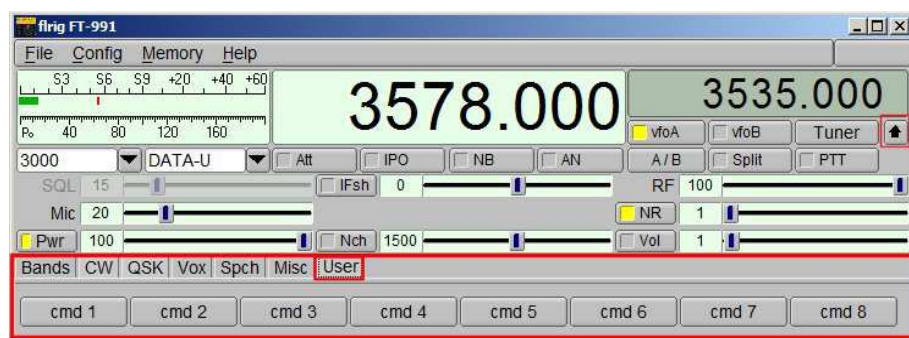 flrig FT-991
File Config Memory Help
S3 S6 S9 +20 +40 +60
3578.000
3535.000
Po 40 80 120 160
vfoA vfoB Tuner
3000 DATA-U Att IPO NB AN A / B Split PTT
SQL 15 IFsh 0 RF 100
Mic 20 NR 1
Pwr 100 Nch 1500 Vol 1
Bands CW QSK Vox Spch Misc User
cmd 1 cmd 2 cmd 3 cmd 4 cmd 5 cmd 6 cmd 7 cmd 8